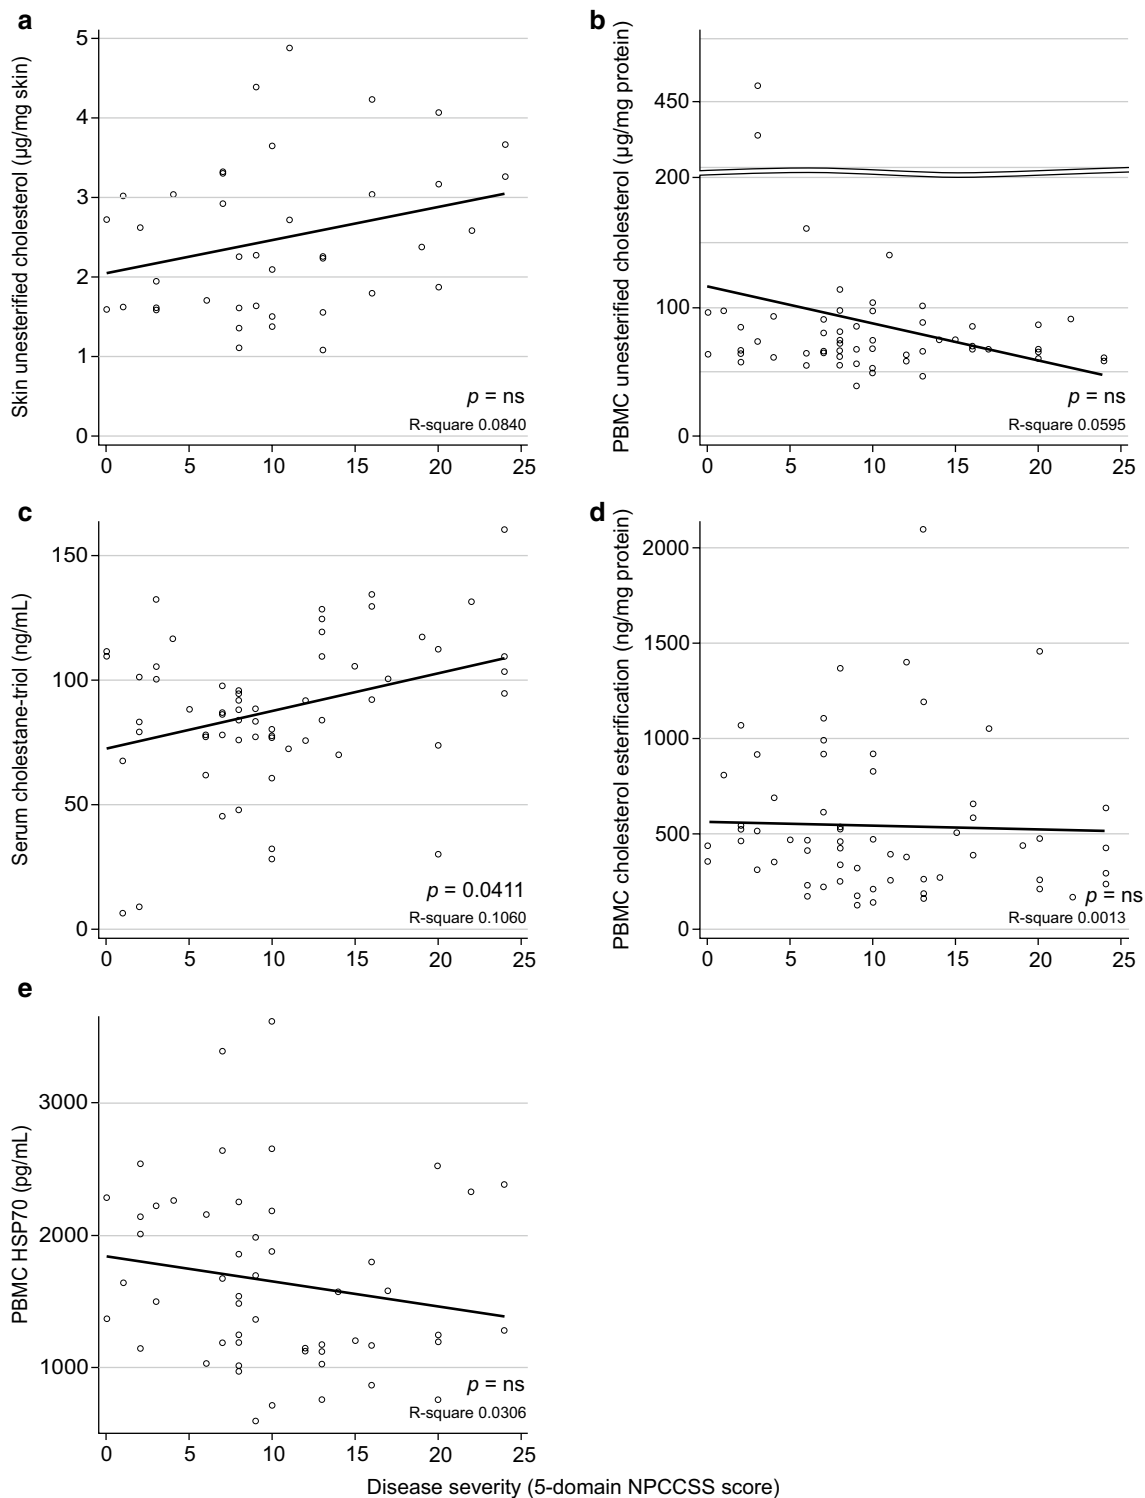 a
Skin unesterified cholesterol (µg/mg skin)
5
4
3
2
1
0
0 5 10 15 20 25
p = ns
R-square 0.0840
b
PBMC unesterified cholesterol (µg/mg protein)
450
200
100
0
0 5 10 15 20 25
p = ns
R-square 0.0595
c
Serum cholestane-triol (ng/mL)
150
100
50
0
0 5 10 15 20 25
p = 0.0411
R-square 0.1060
d
PBMC cholesterol esterification (ng/mg protein)
2000
1500
1000
500
0
0 5 10 15 20 25
p = ns
R-square 0.0013
e
PBMC HSP70 (pg/mL)
3000
2000
1000
0 5 10 15 20 25
p = ns
R-square 0.0306
Disease severity (5-domain NPCCSS score)